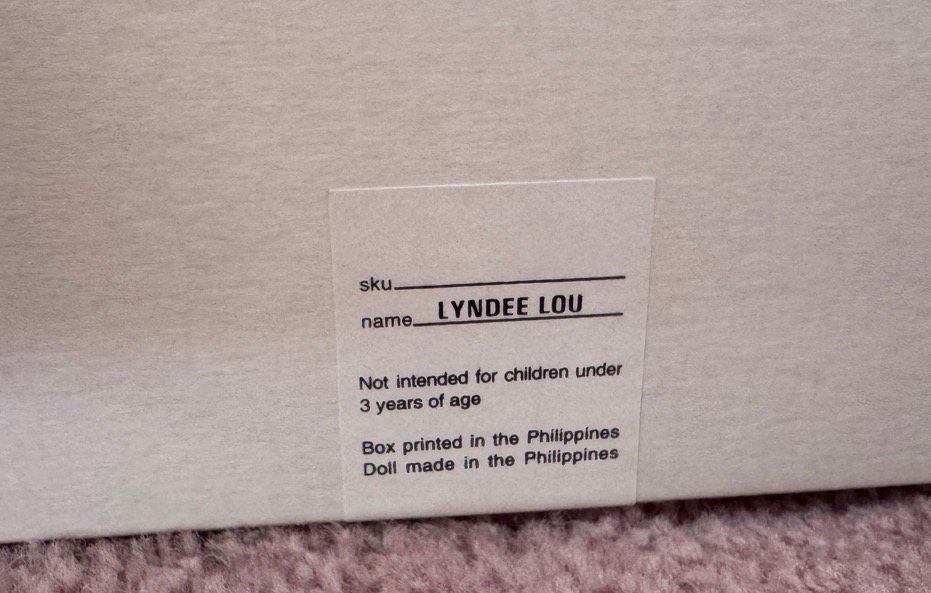 sku
name LYNDEE LOU
Not intended for children under
3 years of age
Box printed in the Philippines
Doll made in the Philippines